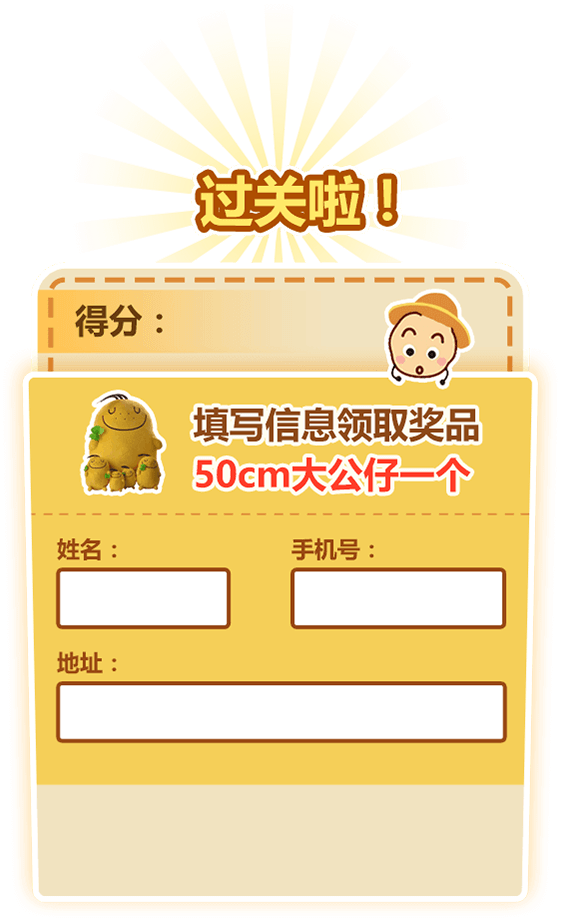 过关啦！
得分：
填写信息领取奖品
50cm大公仔一个
姓名：
手机号：
地址：